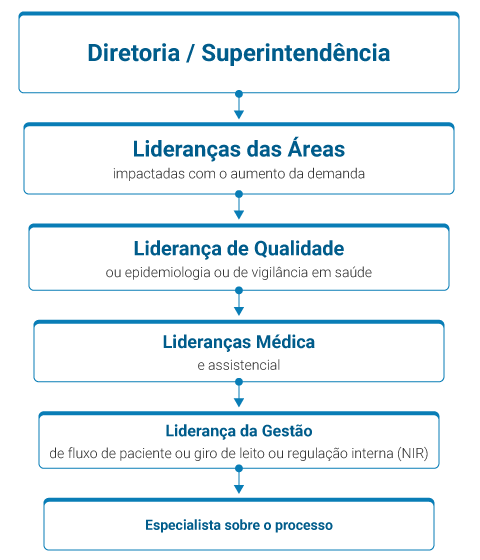 Diretoria / Superintendência
Lideranças das Áreas
impactadas com o aumento da demanda
Liderança de Qualidade
ou epidemiologia ou de vigilância em saúde
Lideranças Médica
e assistencial
Liderança da Gestão
de fluxo de paciente ou giro de leito ou regulação interna (NIR)
Especialista sobre o processo